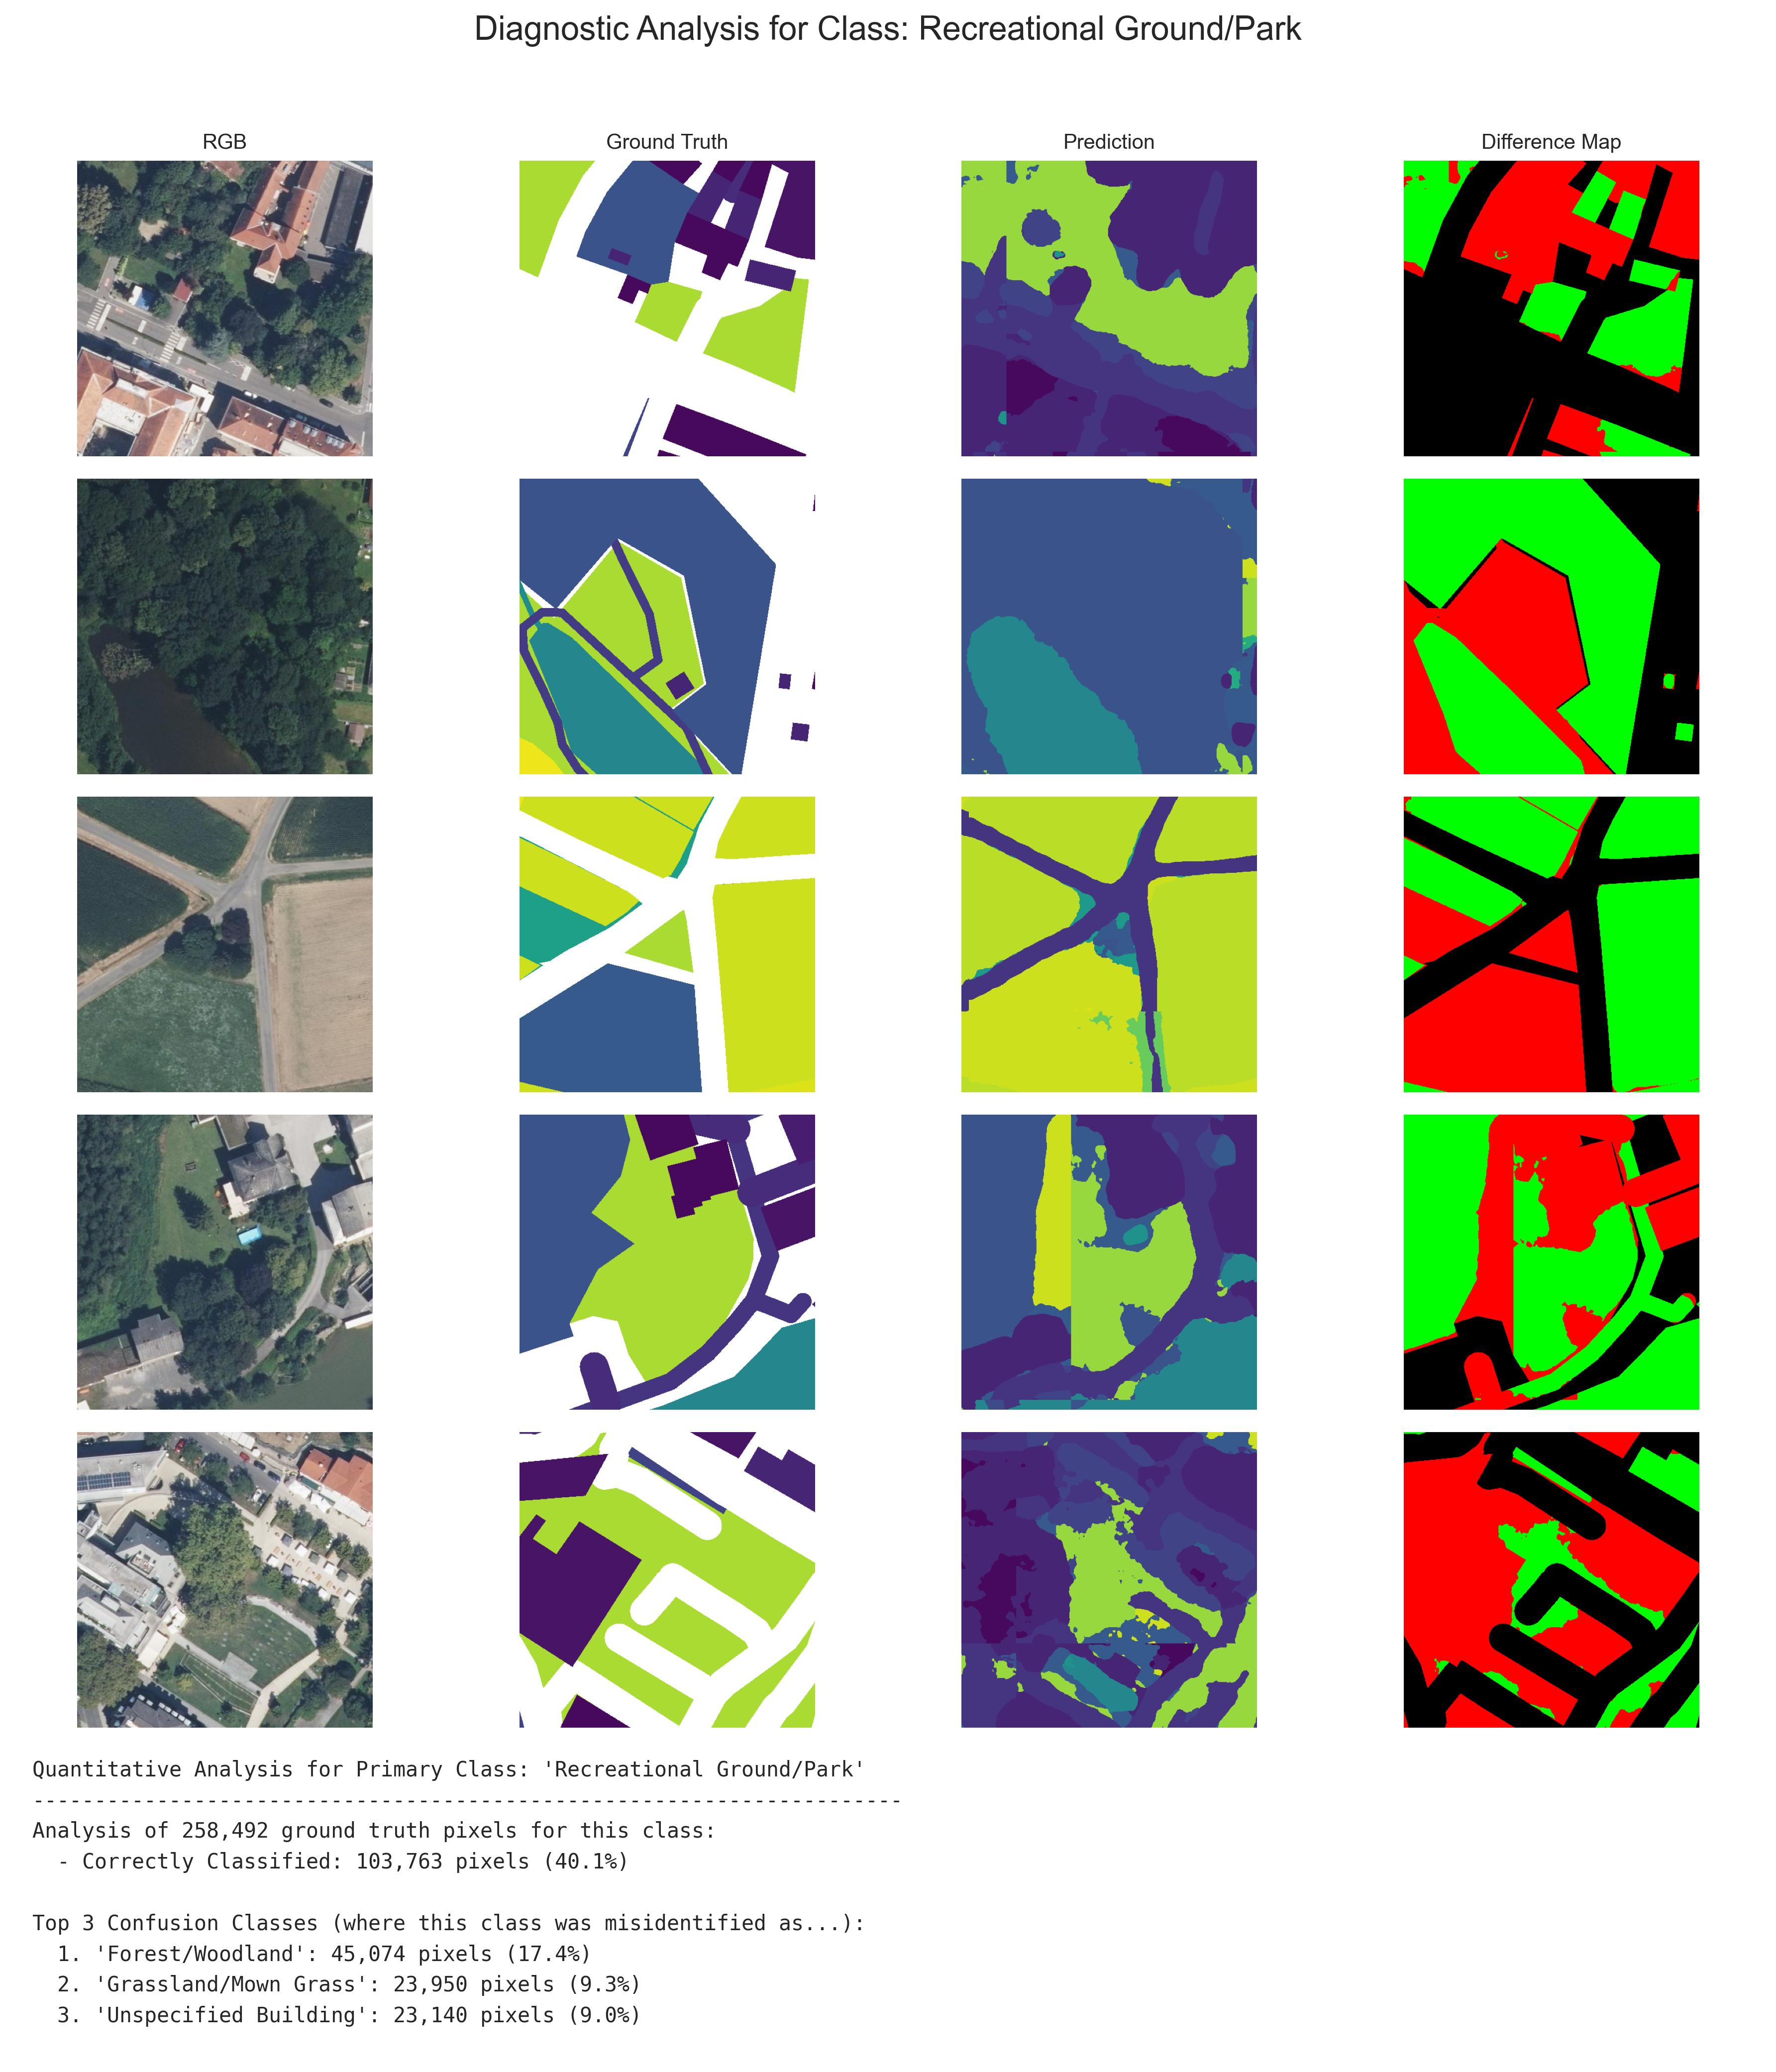 Diagnostic Analysis for Class: Recreational Ground/Park
RGB
Ground Truth
Prediction
Difference Map
Quantitative Analysis for Primary Class: 'Recreational Ground/Park'
----------------------------------------------------------------------
Analysis of 258,492 ground truth pixels for this class:
- Correctly Classified: 103,763 pixels (40.1%)
Top 3 Confusion Classes (where this class was misidentified as...):
1. 'Forest/Woodland': 45,074 pixels (17.4%)
2. 'Grassland/Mown Grass': 23,950 pixels (9.3%)
3. 'Unspecified Building': 23,140 pixels (9.0%)